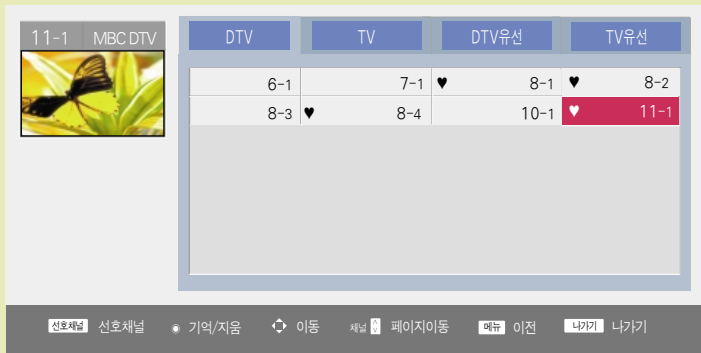 11-1 MBC DTV
DTV TV DTV유선 TV유선
6-1 7-1 ♥ 8-1 ♥ 8-2
8-3 ♥ 8-4 10-1 ♥ 11-1
선호채널 선호채널 ◉ 기억/지움 이동 채널 페이지이동 메뉴 이전 나가기 나가기